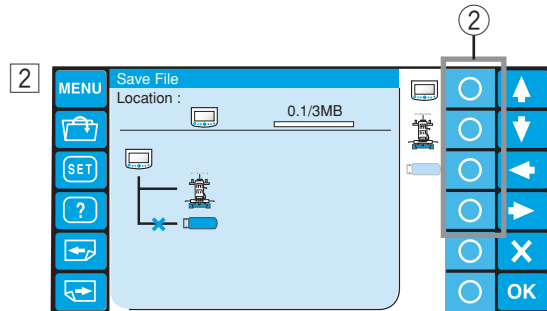 2
2
MENU
Save File
Location :
0.1/3MB
SET
?
X
OK